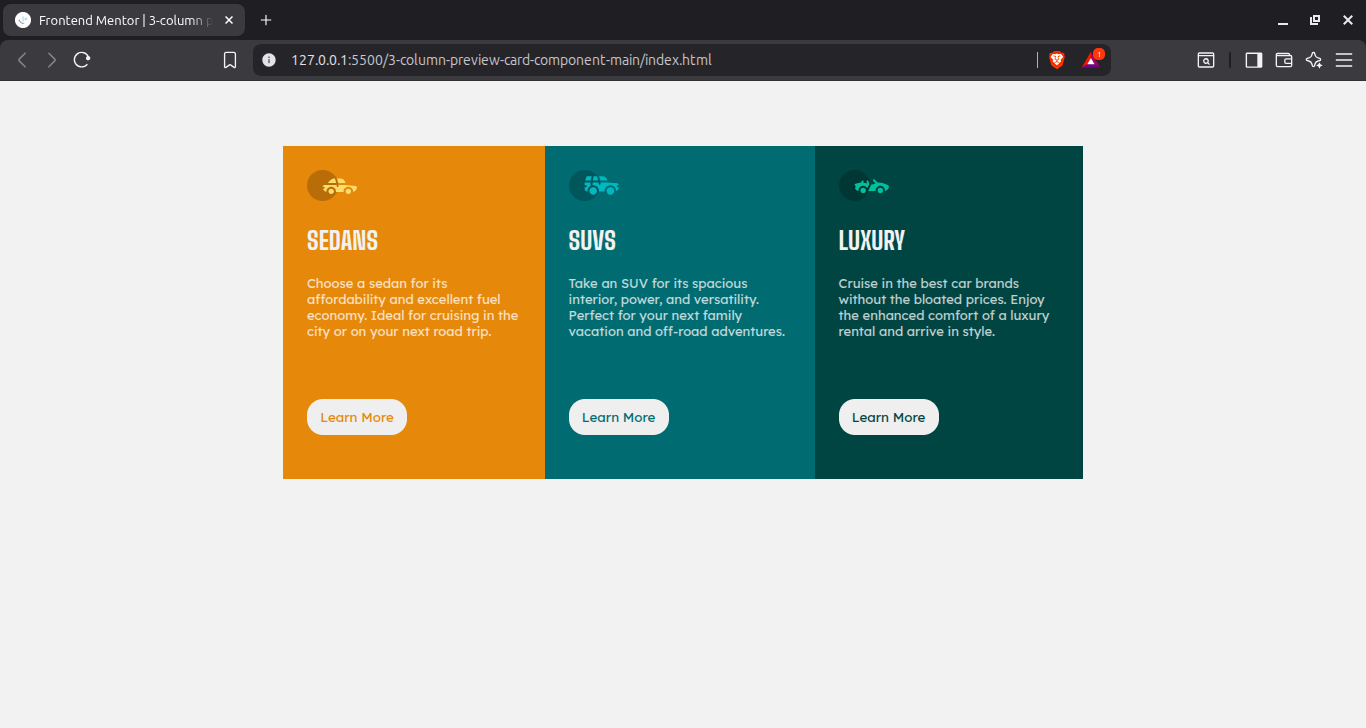 Frontend Mentor | 3-column p
127.0.0.1:5500/3-column-preview-card-component-main/index.html
1
SEDANS
Choose a sedan for its
affordability and excellent fuel
economy. Ideal for cruising in the
city or on your next road trip.
Learn More
SUVS
Take an SUV for its spacious
interior, power, and versatility.
Perfect for your next family
vacation and off-road adventures.
Learn More
LUXURY
Cruise in the best car brands
without the bloated prices. Enjoy
the enhanced comfort of a luxury
rental and arrive in style.
Learn More